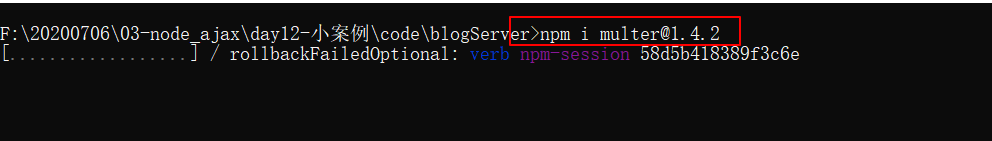 F:\20200706\03-node_ajax\day12-小案例\code\blogServer>npm i multer@1.4.2
[..................] / rollbackFailedOptional: verb npm-session 58d5b418389f3c6e